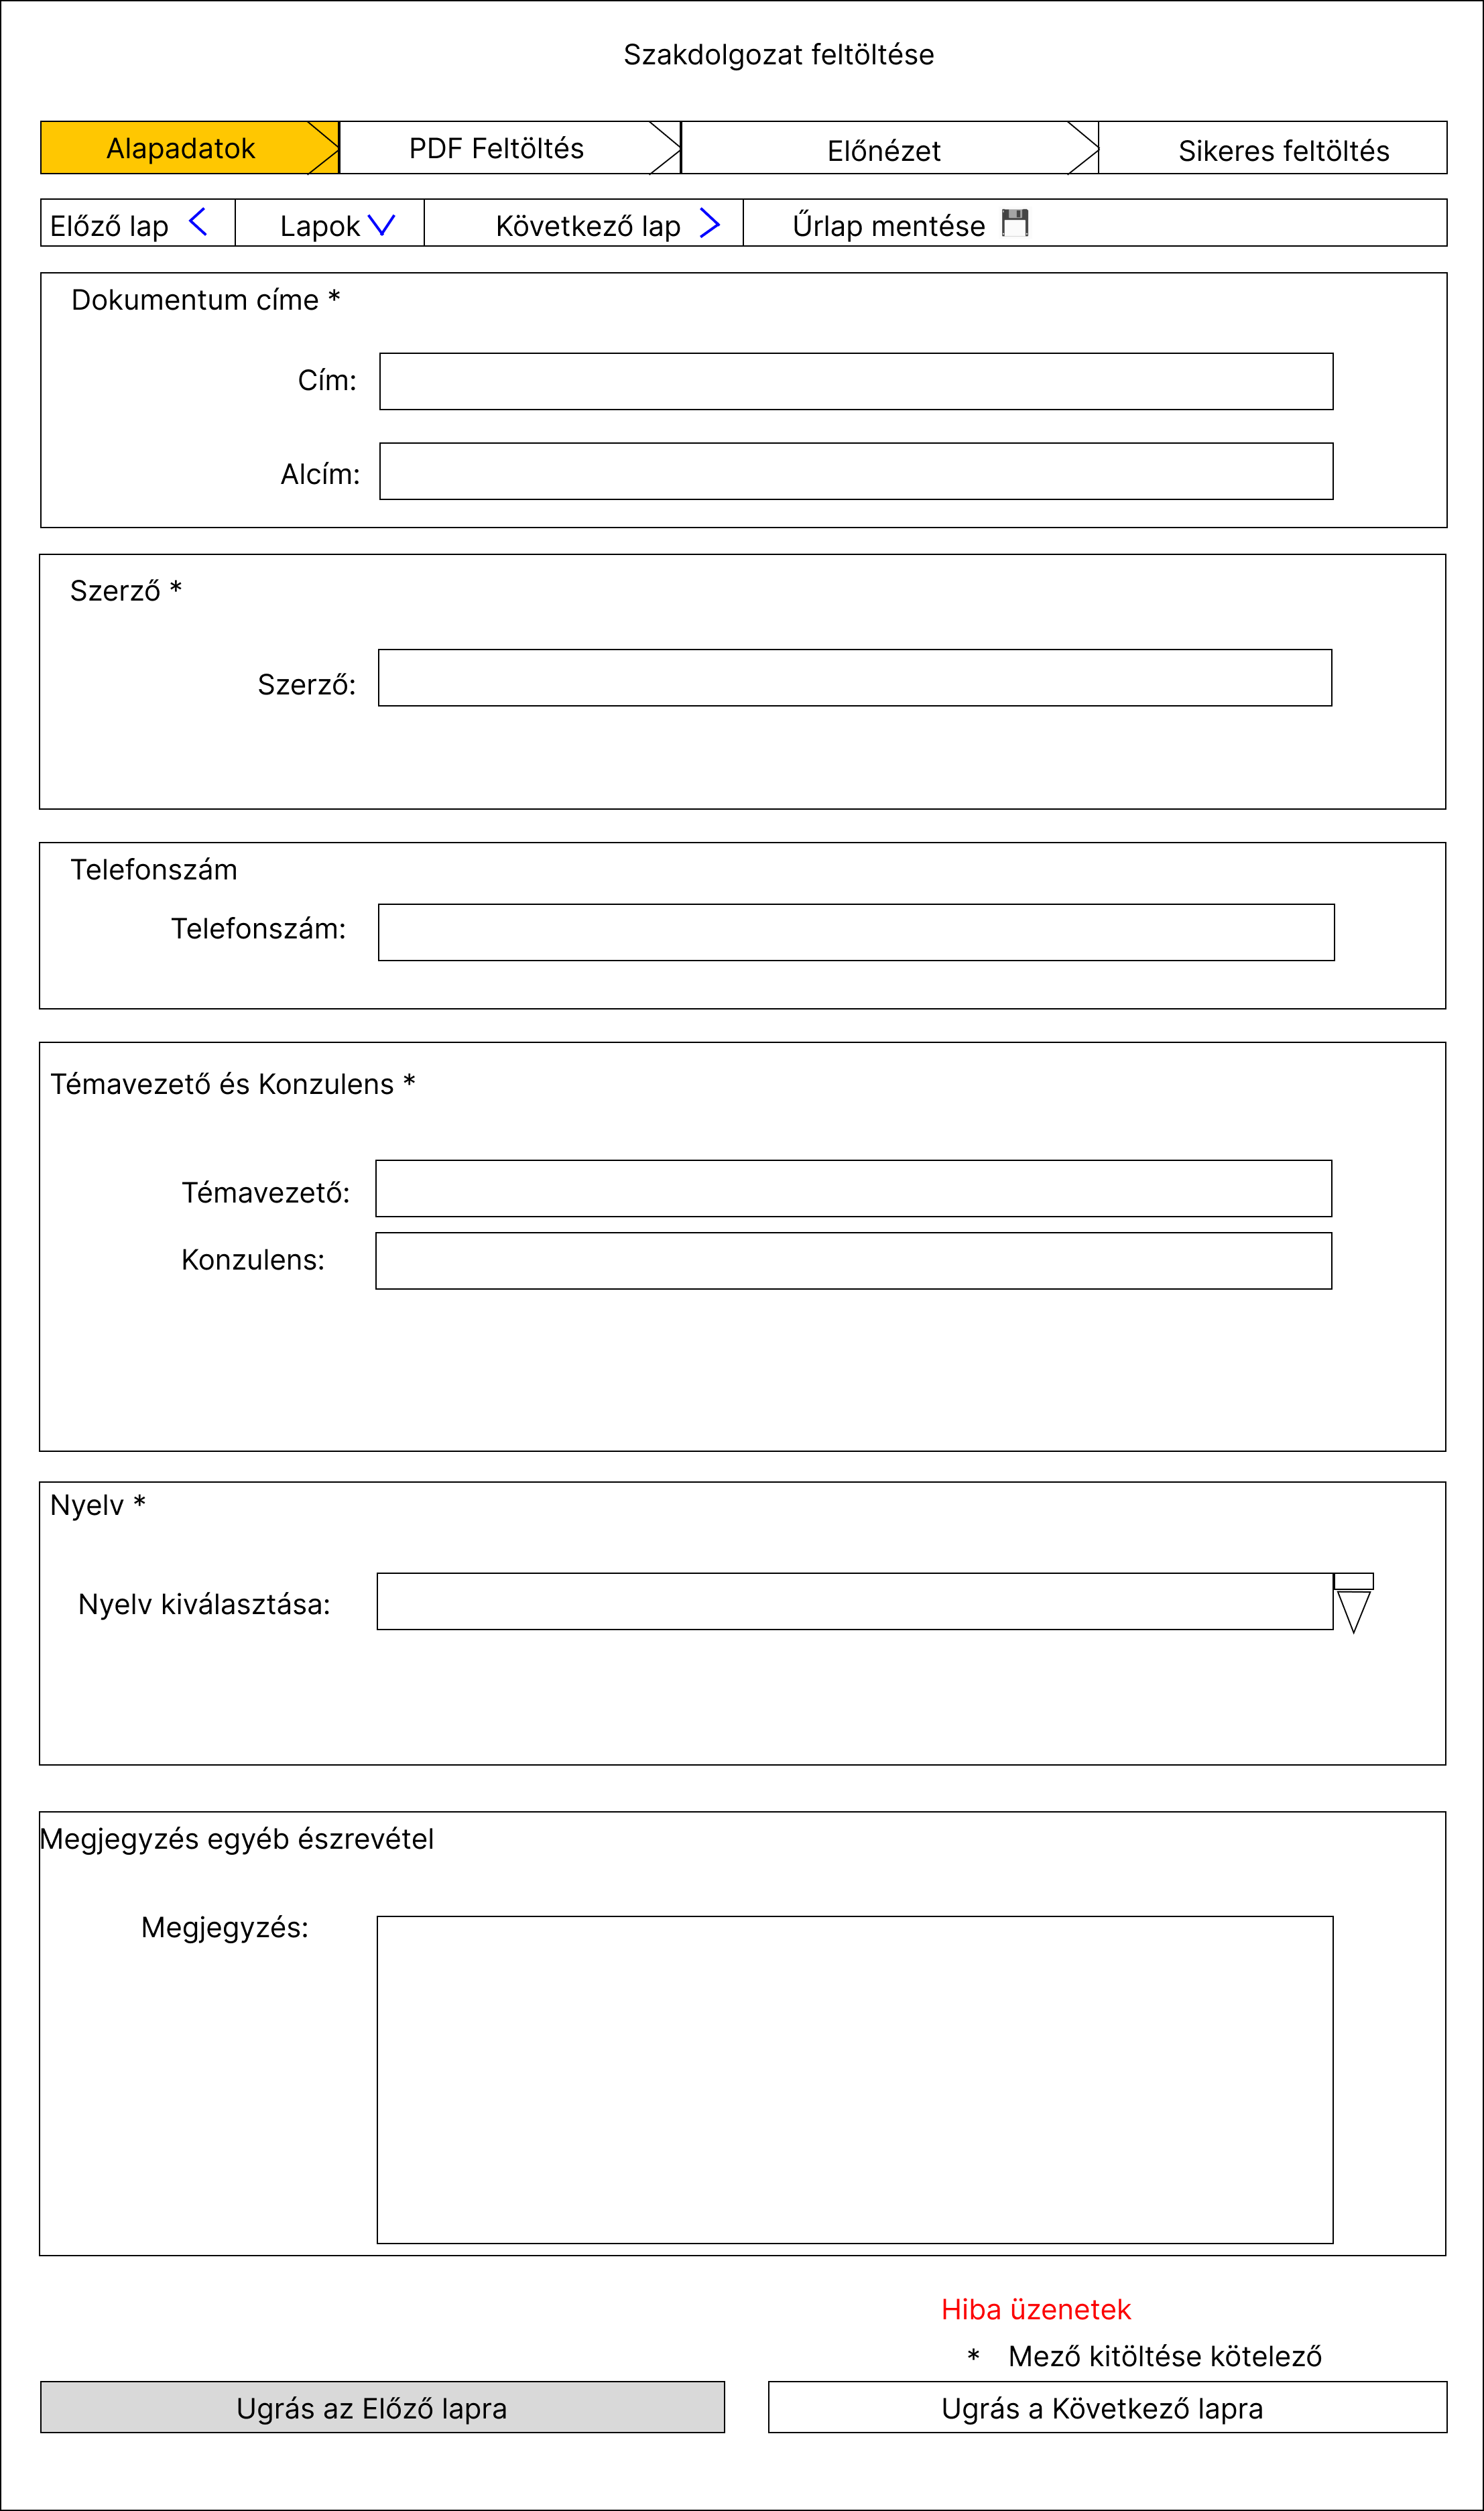 Szakdolgozat feltöltése
Alapadatok
PDF Feltöltés
Előnézet
Sikeres feltöltés
Előző lap
Lapok
Következő lap
Űrlap mentése
Dokumentum címe *
Cím:
Alcím:
Szerző *
Szerző:
Telefonszám
Telefonszám:
Témavezető és Konzulens *
Témavezető:
Konzulens:
Nyelv *
Nyelv kiválasztása:
Megjegyzés egyéb észrevétel
Megjegyzés:
Hiba üzenetek
* Mező kitöltése kötelező
Ugrás az Előző lapra
Ugrás a Következő lapra